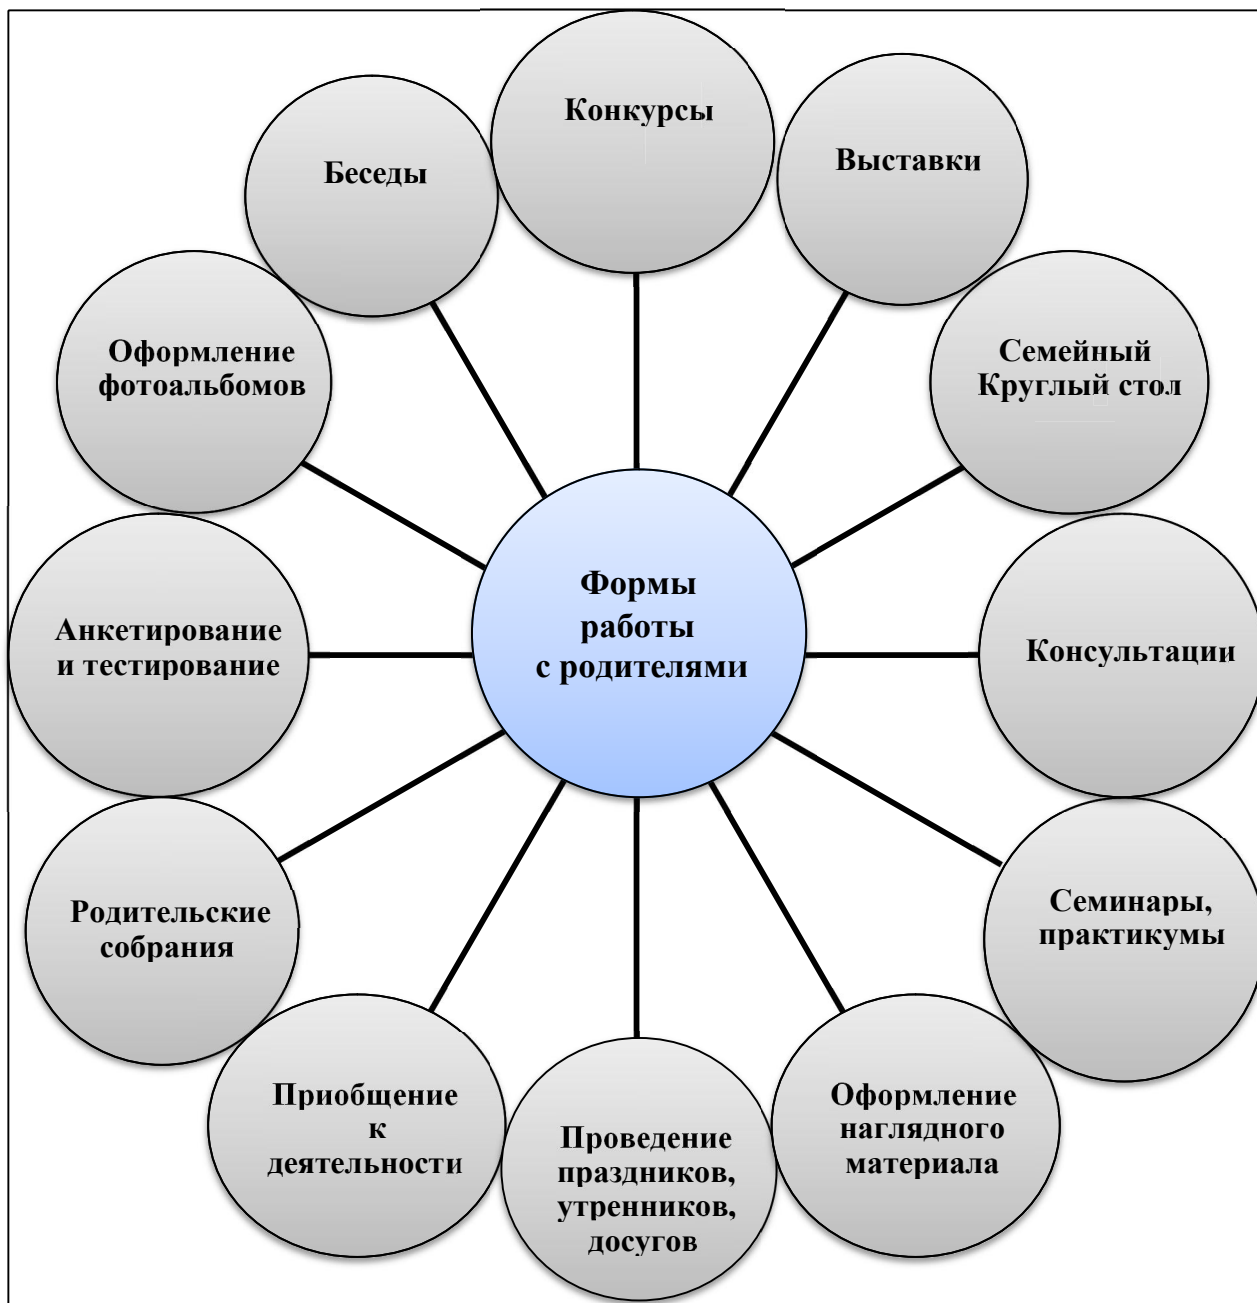 Конкурсы
Выставки
Беседы
Семейный
Круглый стол
Оформление
фотоальбомов
Формы
работы
с родителями
Анкетирование
и тестирование
Консультации
Родительские
собрания
Семинары,
практикумы
Приобщение
к
деятельности
Проведение
праздников,
утренников,
досугов
Оформление
наглядного
материала